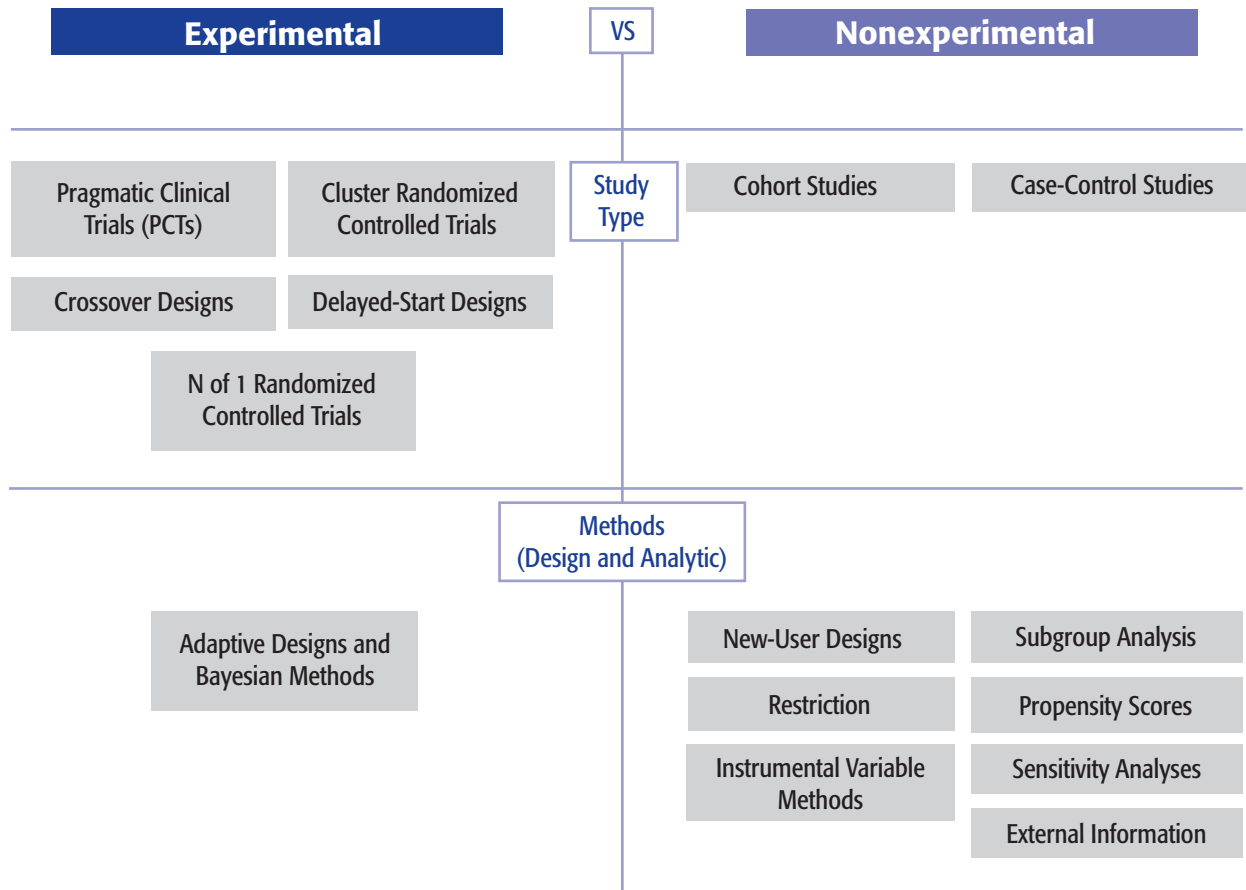 Experimental
VS
Nonexperimental
Pragmatic Clinical
Trials (PCTs)
Cluster Randomized
Controlled Trials
Study
Type
Cohort Studies
Case-Control Studies
Crossover Designs
Delayed-Start Designs
N of 1 Randomized
Controlled Trials
Methods
(Design and Analytic)
Adaptive Designs and
Bayesian Methods
New-User Designs
Subgroup Analysis
Restriction
Propensity Scores
Instrumental Variable
Methods
Sensitivity Analyses
External Information